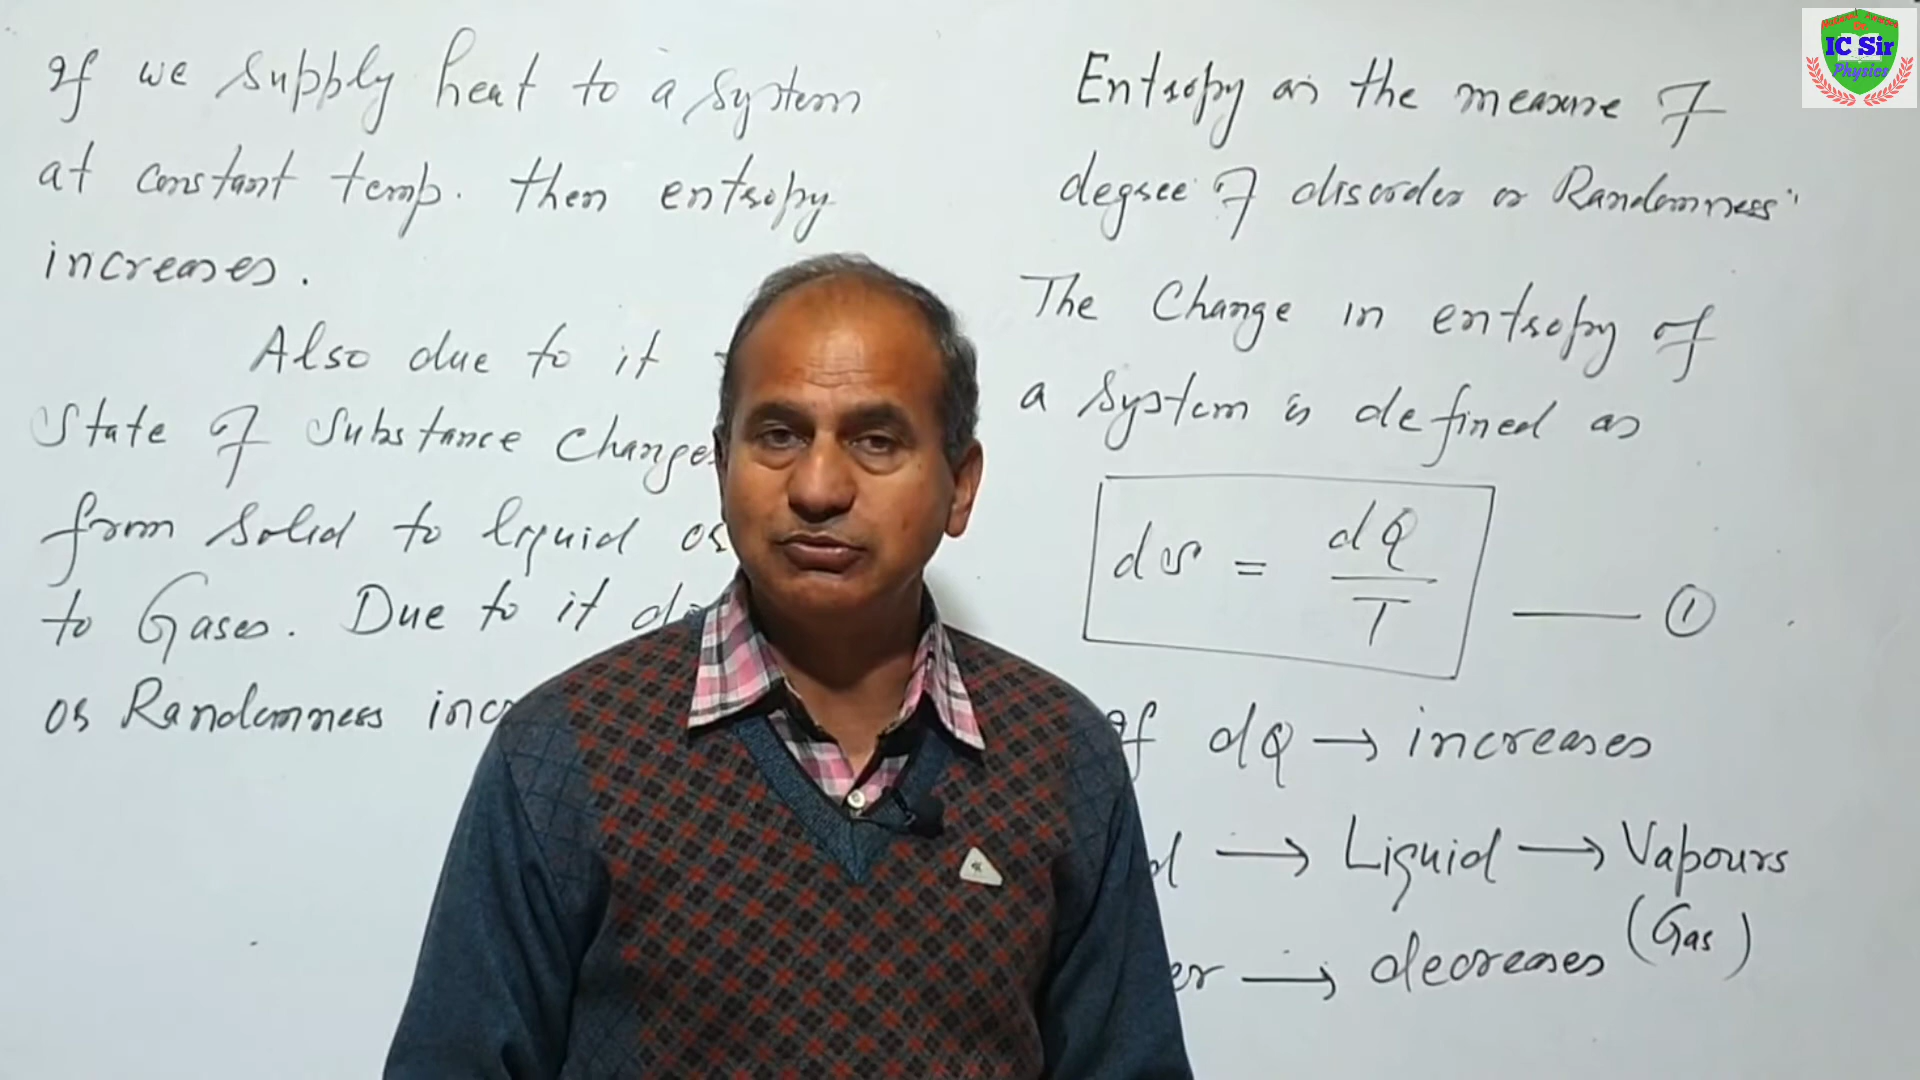 If we supply heat to a system
at constant temp. then entropy
increases.
Also due to it
State of Substance Changes
from Solid to liquid or
to Gases. Due to it
or Randomness
Entropy as the measure of
degree of disorder or Randomness"
The Change in entropy of
a system is defined as
dS = dQ/T — 1
If dQ → increases
→ Liquid → Vapours
(Gas)
→ decreases
IC Sir
Physics